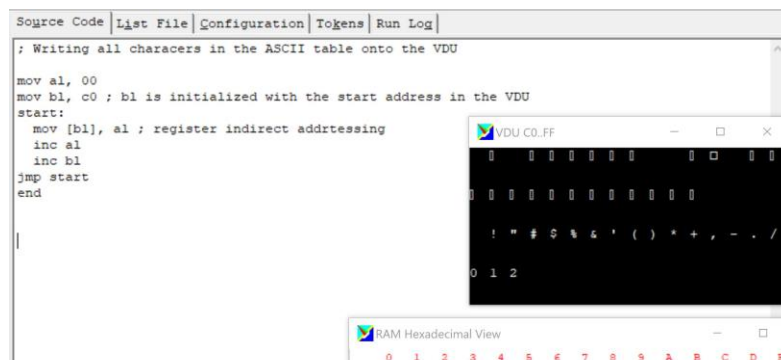 Source Code List File Configuration Tokens Run Log
; Writing all characers in the ASCII table onto the VDU
mov al, 00
mov bl, c0 ; bl is initialized with the start address in the VDU
start:
mov [bl], al ; register indirect addrtessing
inc al
inc bl
jmp start
end
VDU C0..FF
! " # $ % & ' ( ) * + , - . /
0 1 2
RAM Hexadecimal View
0 1 2 3 4 5 6 7 8 9 A B C D